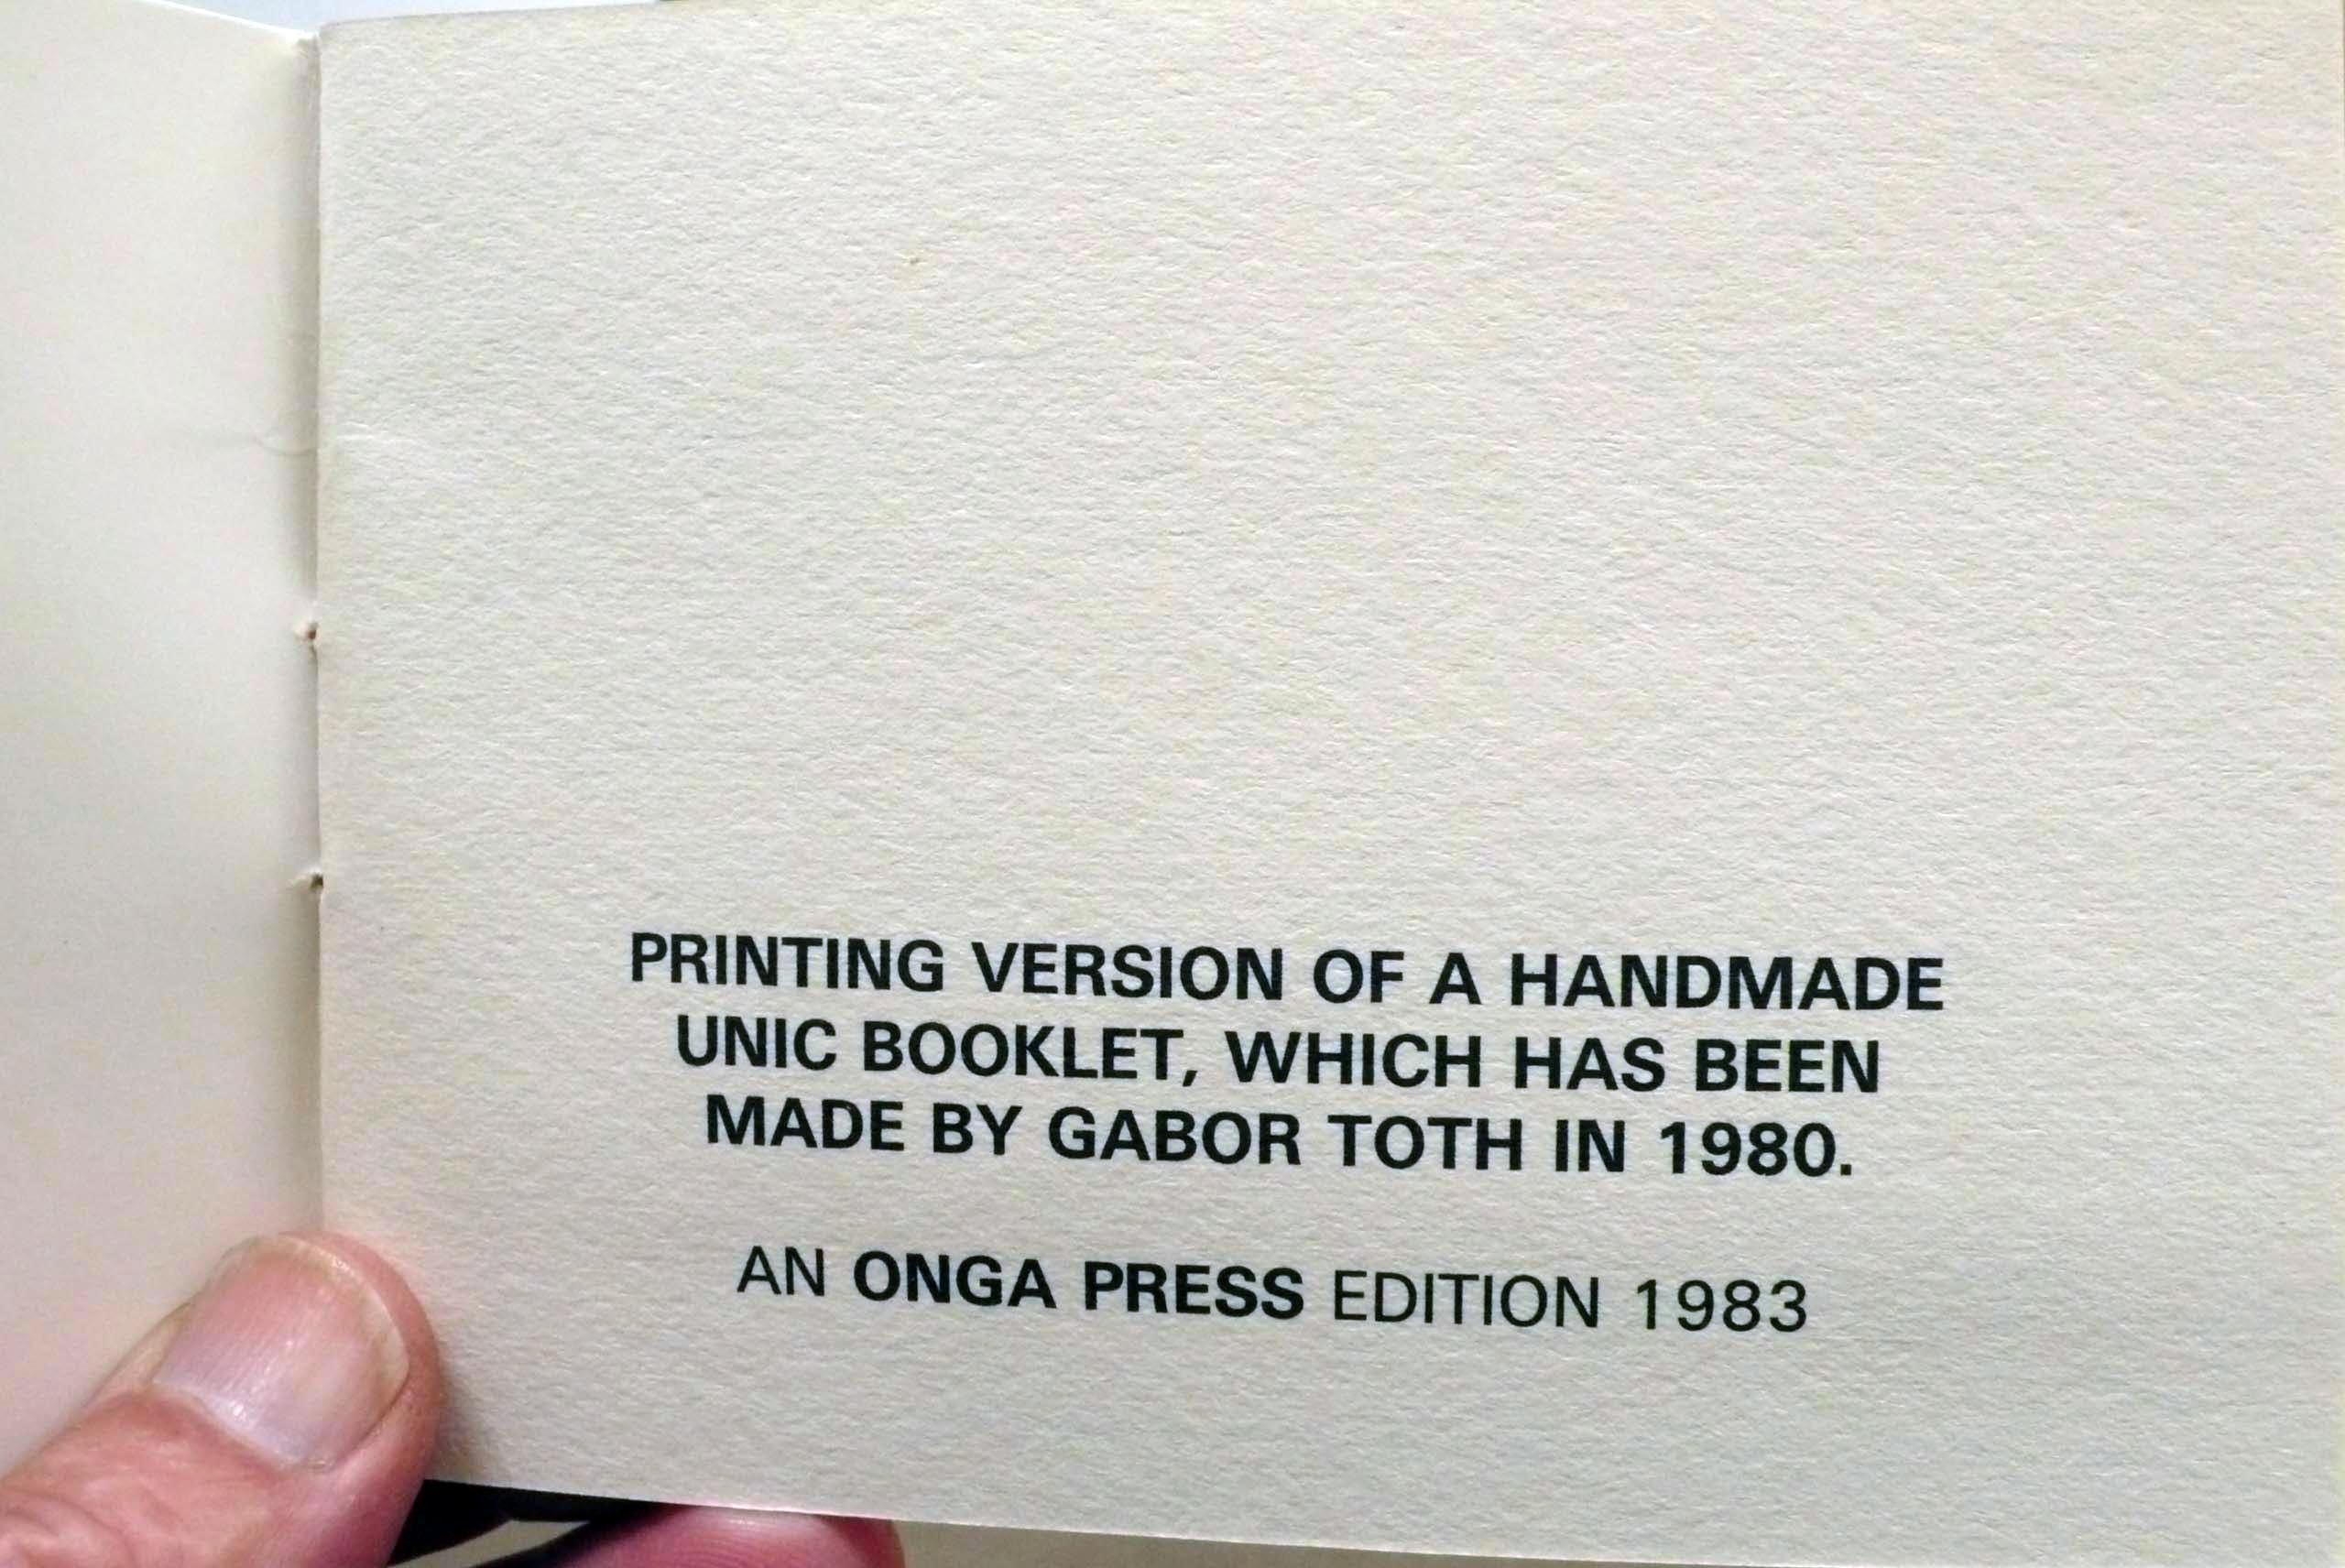 PRINTING VERSION OF A HANDMADE
UNIC BOOKLET, WHICH HAS BEEN
MADE BY GABOR TOTH IN 1980.
AN ONGA PRESS EDITION 1983